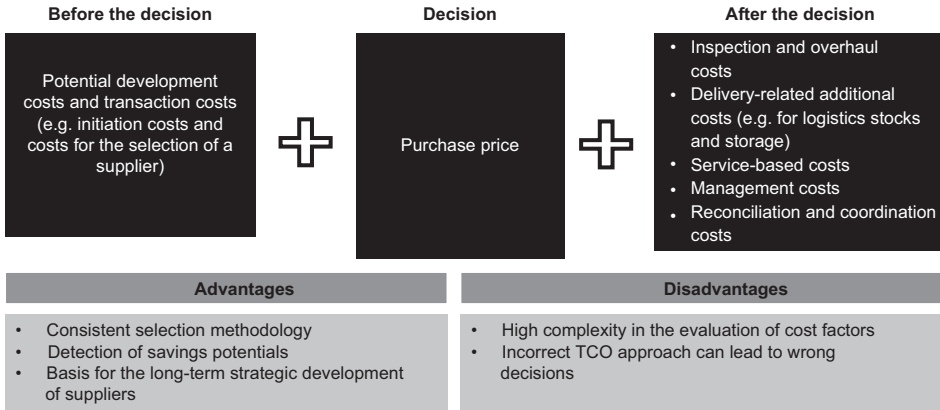 Before the decision
Decision
After the decision
Potential development
costs and transaction costs
(e.g. initiation costs and
costs for the selection of a
supplier)
Purchase price
• Inspection and overhaul
costs
• Delivery-related additional
costs (e.g. for logistics stocks
and storage)
• Service-based costs
• Management costs
• Reconciliation and coordination
costs
Advantages
• Consistent selection methodology
• Detection of savings potentials
• Basis for the long-term strategic development
of suppliers
Disadvantages
• High complexity in the evaluation of cost factors
• Incorrect TCO approach can lead to wrong
decisions